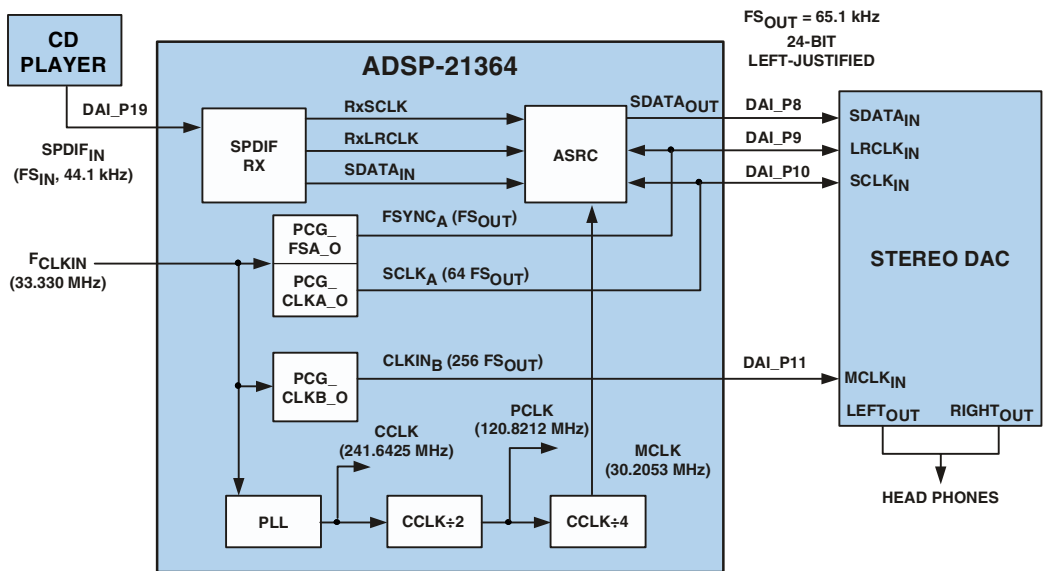 CD
PLAYER
DAI_P19
SPDIFIN
(FSIN, 44.1 kHz)
FCLKIN
(33.330 MHz)
ADSP-21364
SPDIF
RX
RxSCLK
RxLRCLK
SDATAIN
ASRC
SDATAOUT
PCG_
FSA_O
PCG_
CLKA_O
FSYNCA (FSOUT)
SCLKA (64 FSOUT)
PCG_
CLKB_O
CLKINB (256 FSOUT)
CCLK
(241.6425 MHz)
PCLK
(120.8212 MHz)
MCLK
(30.2053 MHz)
PLL
CCLK÷2
CCLK÷4
FSOUT = 65.1 kHz
24-BIT
LEFT-JUSTIFIED
DAI_P8
DAI_P9
DAI_P10
DAI_P11
SDATAIN
LRCLKIN
SCLKIN
STEREO DAC
MCLKIN
LEFTOUT RIGHTOUT
HEAD PHONES